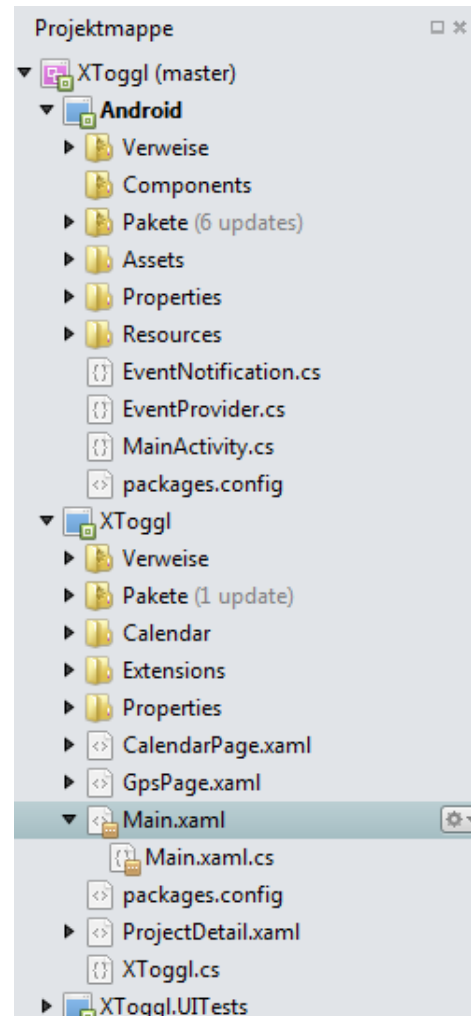 Projektmappe
XToggl (master)
Android
Verweise
Components
Pakete (6 updates)
Assets
Properties
Resources
EventNotification.cs
EventProvider.cs
MainActivity.cs
packages.config
XToggl
Verweise
Pakete (1 update)
Calendar
Extensions
Properties
CalendarPage.xaml
GpsPage.xaml
Main.xaml
Main.xaml.cs
packages.config
ProjectDetail.xaml
XToggl.cs
XToggl.UITests